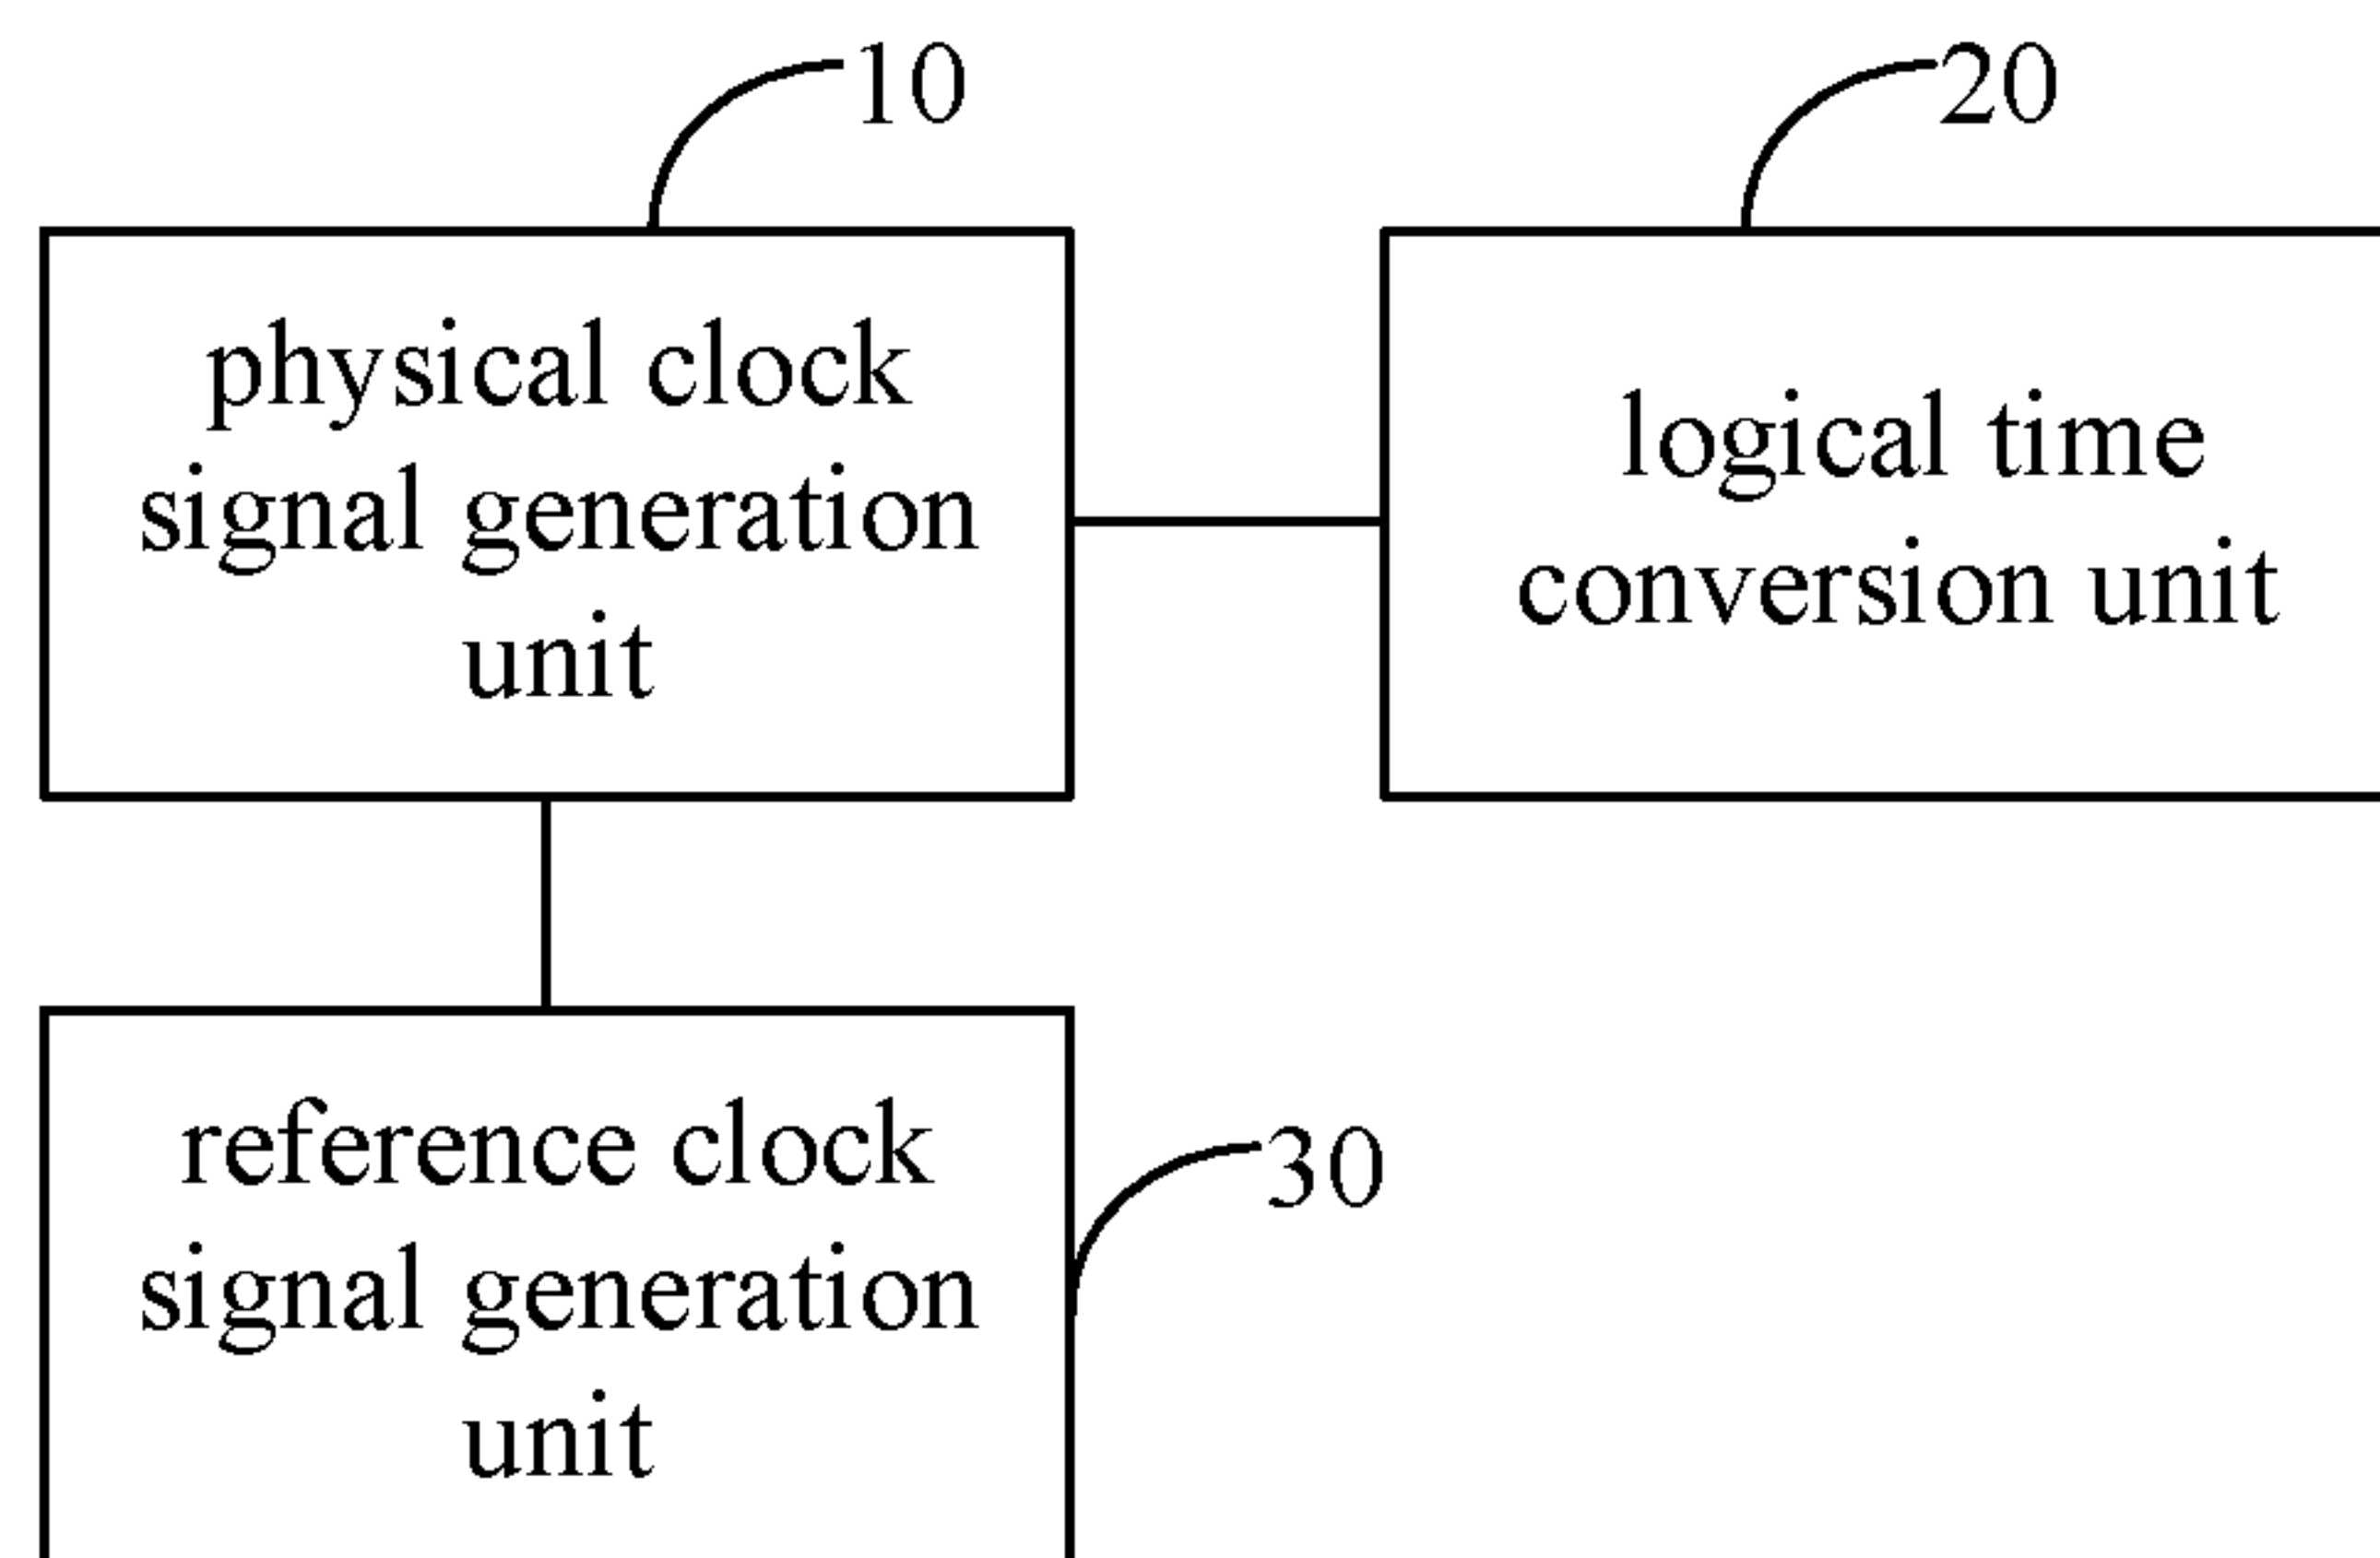 10
20
physical clock
signal generation
unit
logical time
conversion unit
reference clock
signal generation
unit
30